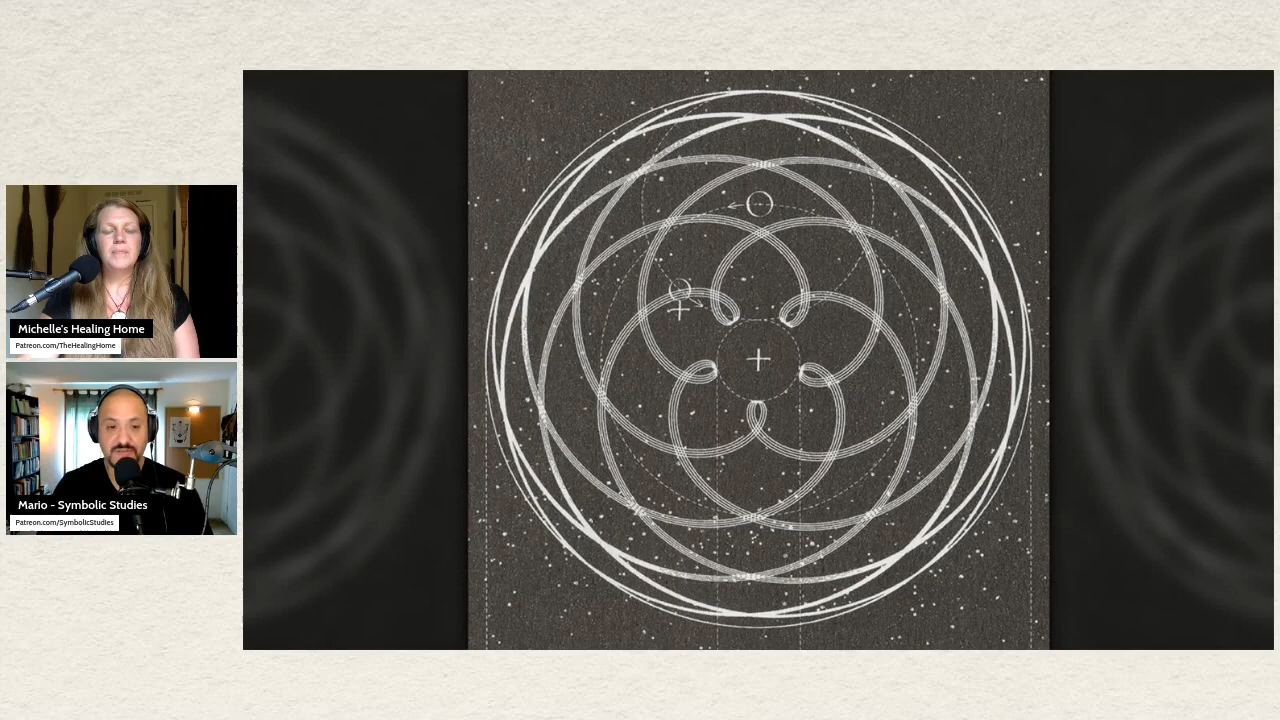 Michelle's Healing Home
Patreon.com/TheHealingHome
Mario - Symbolic Studies
Patreon.com/SymbolicStudies